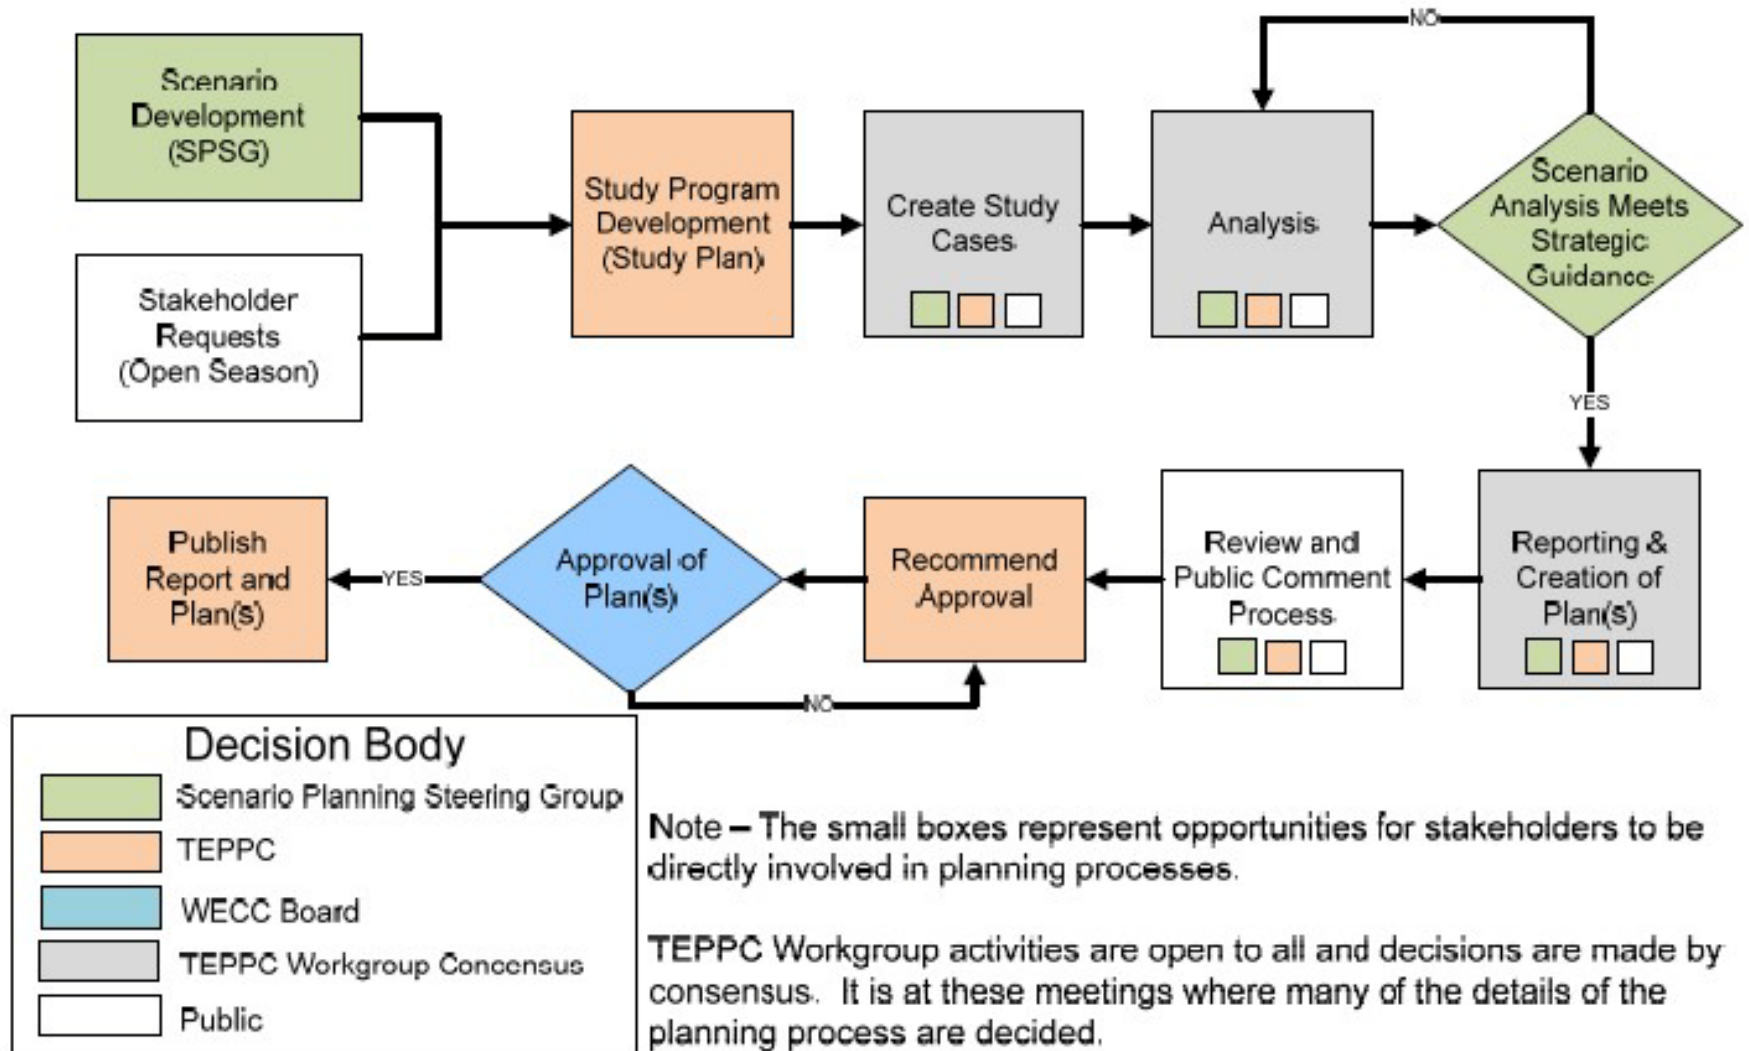 Scenario
Development
(SPSG)
Stakeholder
Requests
(Open Season)
Study Program
Development
(Study Plan)
Create Study
Cases
Analysis
NO
Scenario
Analysis Meets
Strategic
Guidance
YES
Reporting &
Creation of
Plan(s)
Review and
Public Comment
Process
Recommend
Approval
Approval of
Plan(s)
NO
YES
Publish
Report and
Plan(s)
Decision Body
Scenario Planning Steering Group
TEPPC
WECC Board
TEPPC Workgroup Concensus
Public
Note – The small boxes represent opportunities for stakeholders to be
directly involved in planning processes.
TEPPC Workgroup activities are open to all and decisions are made by
consensus. It is at these meetings where many of the details of the
planning process are decided.